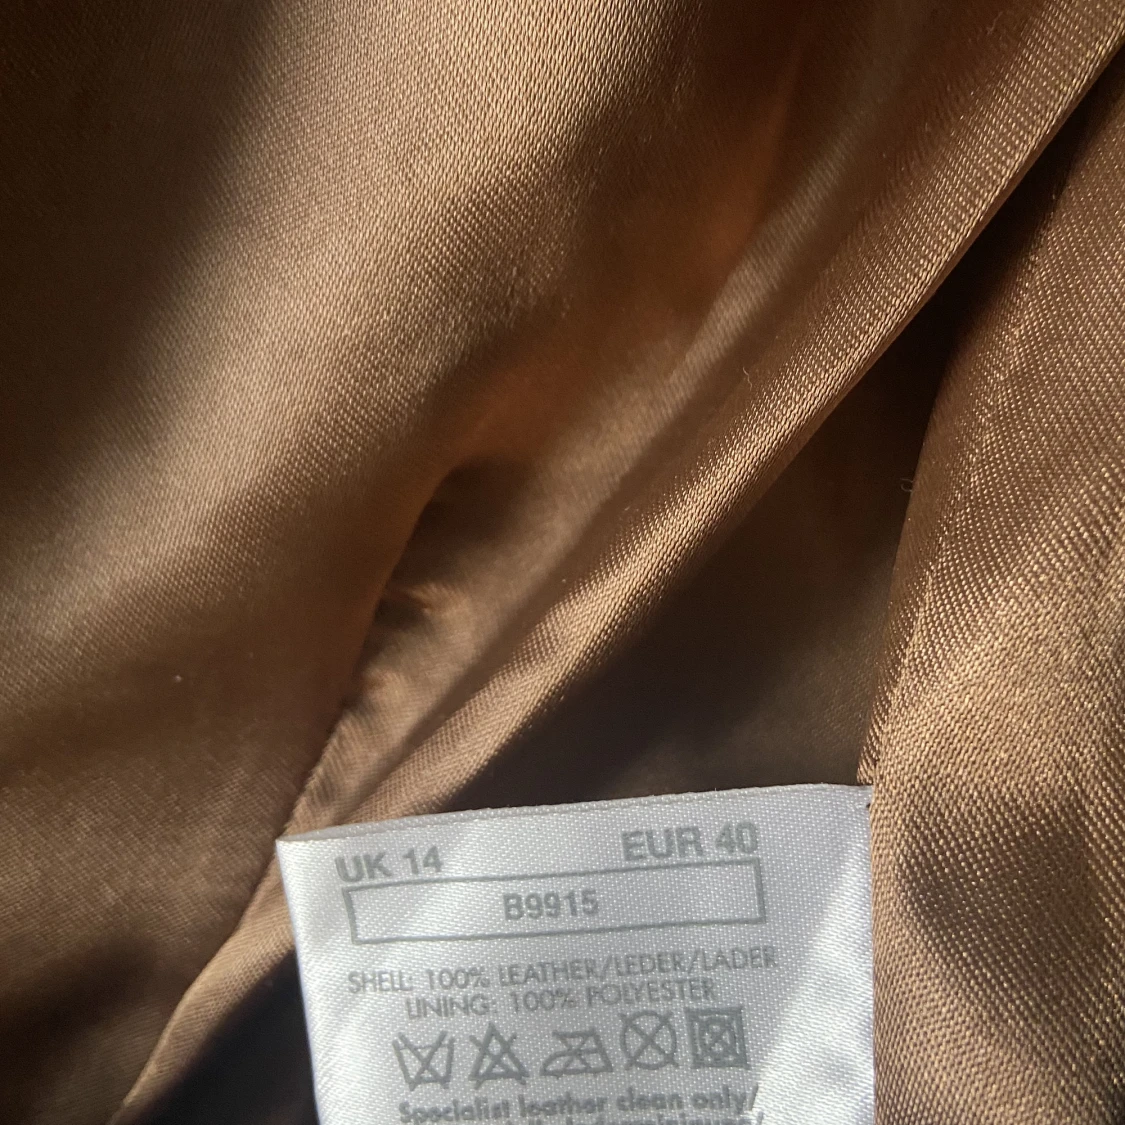 UK 14 EUR 40
B9915
SHELL: 100% LEATHER/LEDER/LADER
LINING: 100% POLYESTER
Specialist leather clean only/